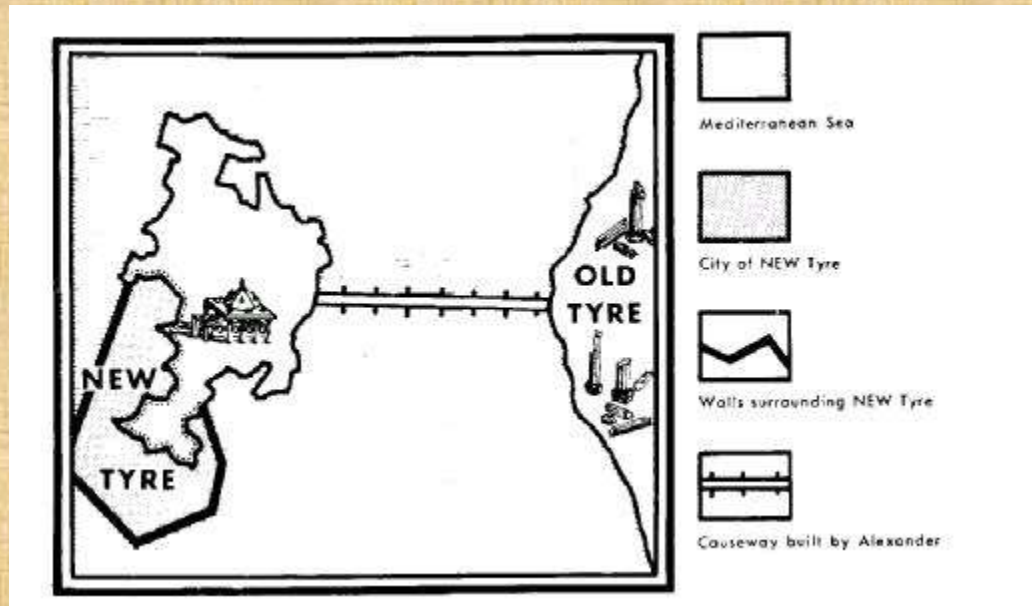 NEW
TYRE
OLD
TYRE
Mediterranean Sea
City of NEW Tyre
Walls surrounding NEW Tyre
Causeway built by Alexander